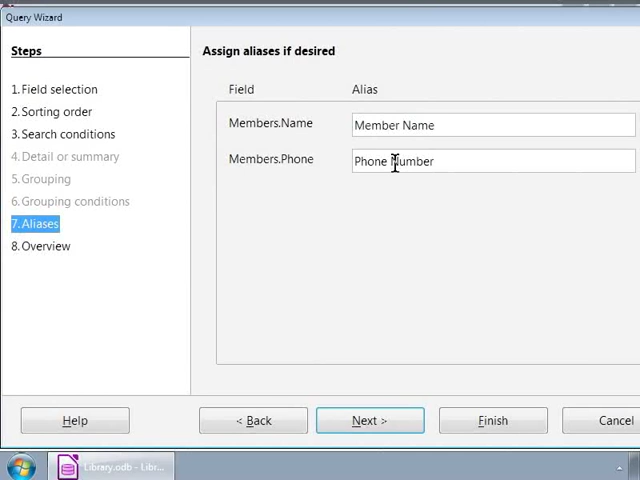 Query Wizard
Steps
Assign aliases if desired
1. Field selection
Field
Alias
2. Sorting order
Members.Name
Member Name
3. Search conditions
4. Detail or summary
Members.Phone
Phone Number
5. Grouping
6. Grouping conditions
7. Aliases
8. Overview
Help
< Back
Next >
Finish
Cancel
Library.odb - Libr...